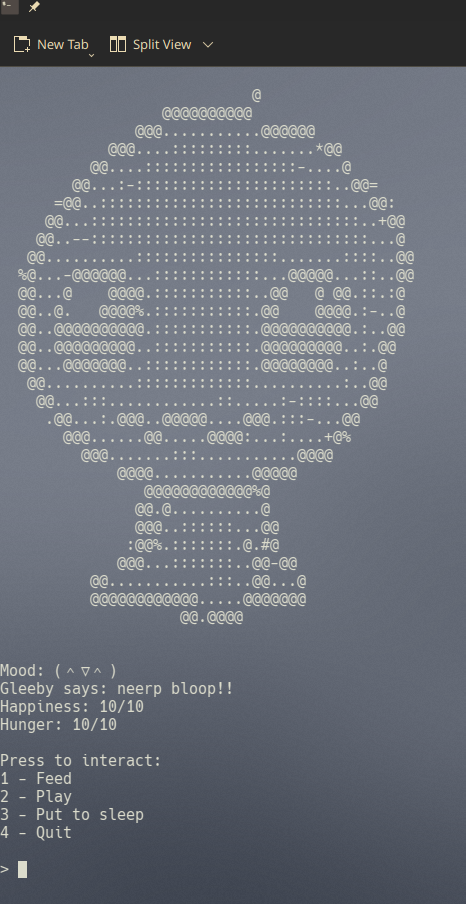 New Tab
Split View
Mood: (＾▽＾)
Gleeby says: neerp bloop!!
Happiness: 10/10
Hunger: 10/10
Press to interact:
1 - Feed
2 - Play
3 - Put to sleep
4 - Quit
>